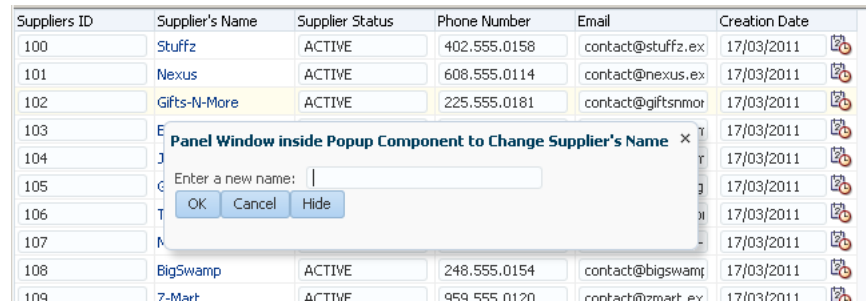 Suppliers ID Supplier's Name Supplier Status Phone Number Email Creation Date
100 Stuffz ACTIVE 402.555.0158 contact@stuffz.ex 17/03/2011
101 Nexus ACTIVE 608.555.0114 contact@nexus.ex 17/03/2011
102 Gifts-N-More ACTIVE 225.555.0181 contact@giftsnmor 17/03/2011
103 17/03/2011
Panel Window inside Popup Component to Change Supplier's Name
104 17/03/2011
Enter a new name:
105 17/03/2011
OK Cancel Hide
106 17/03/2011
107 17/03/2011
108 BigSwamp ACTIVE 248.555.0154 contact@bigswamp 17/03/2011
109 Z-Mart ACTIVE 959.555.0120 contact@zmart.ex 17/03/2011